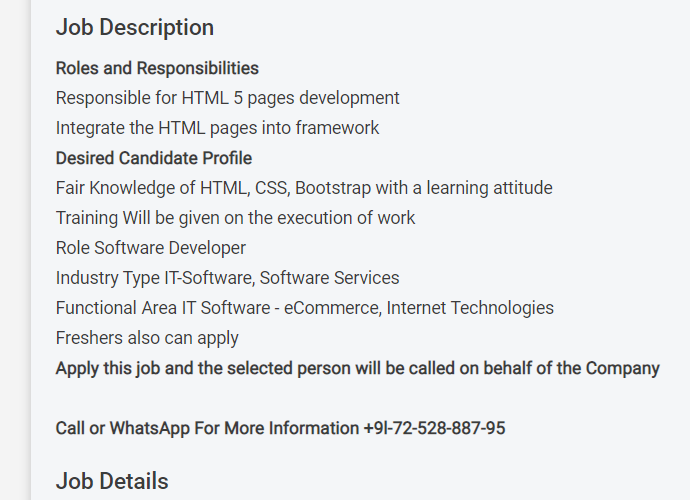 Job Description
Roles and Responsibilities
Responsible for HTML 5 pages development
Integrate the HTML pages into framework
Desired Candidate Profile
Fair Knowledge of HTML, CSS, Bootstrap with a learning attitude
Training Will be given on the execution of work
Role Software Developer
Industry Type IT-Software, Software Services
Functional Area IT Software - eCommerce, Internet Technologies
Freshers also can apply
Apply this job and the selected person will be called on behalf of the Company
Call or WhatsApp For More Information +9l-72-528-887-95
Job Details